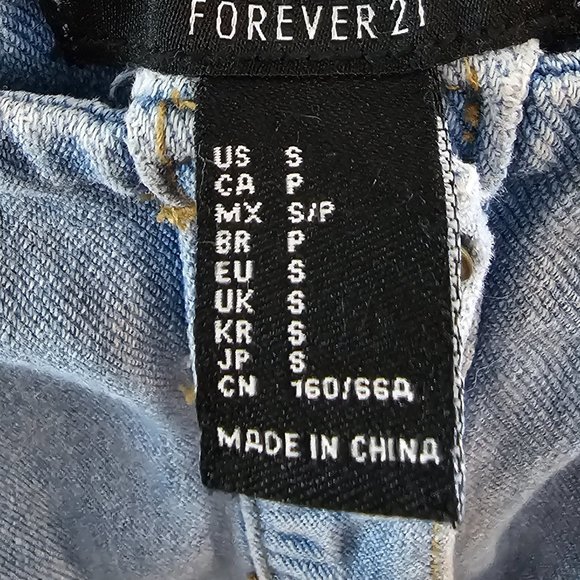 FOREVER 21
US S
CA P
MX S/P
BR P
EU S
UK S
KR S
JP S
CN 160/66A
MADE IN CHINA